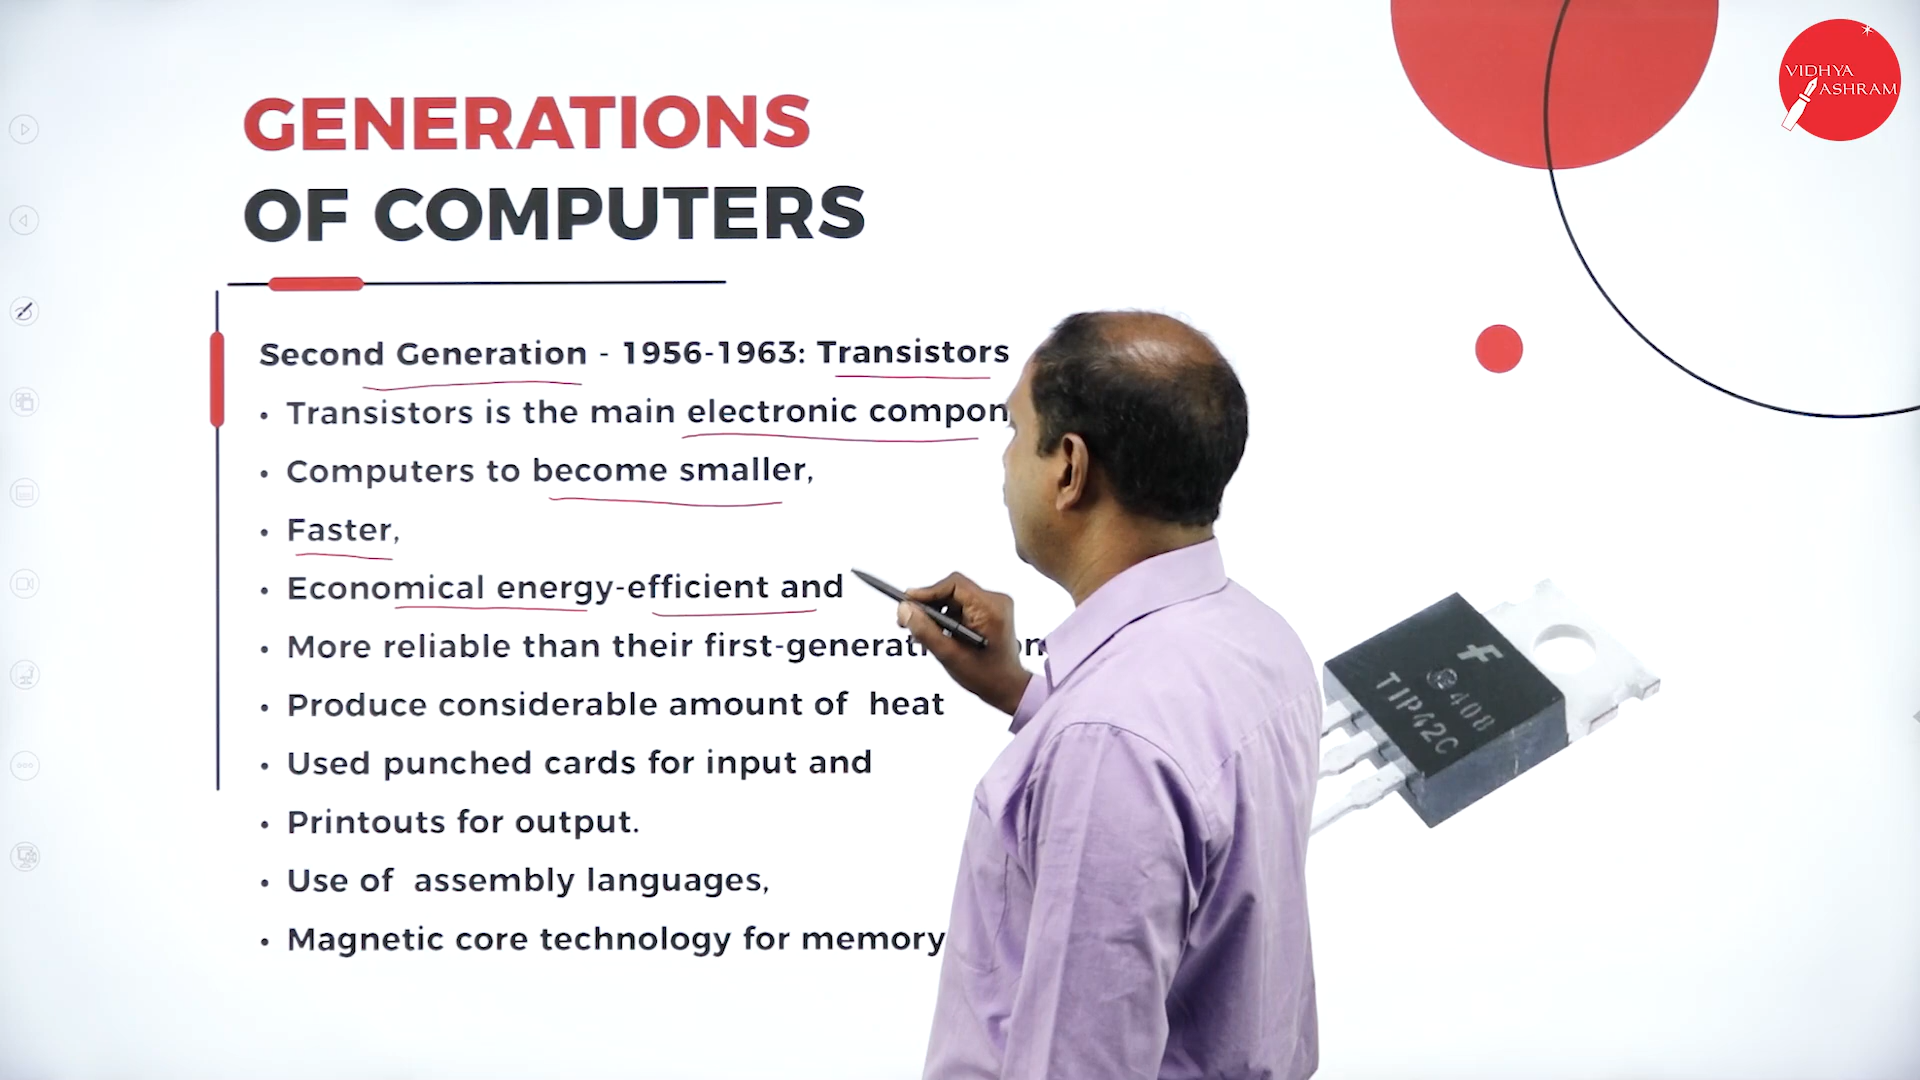 VIDHYA
ASHRAM
GENERATIONS
OF COMPUTERS
Second Generation - 1956-1963: Transistors
• Transistors is the main electronic compon
• Computers to become smaller,
• Faster,
• Economical energy-efficient and
• More reliable than their first-generati on
• Produce considerable amount of heat
• Used punched cards for input and
• Printouts for output.
• Use of assembly languages,
• Magnetic core technology for memory
F
408
TIP42C